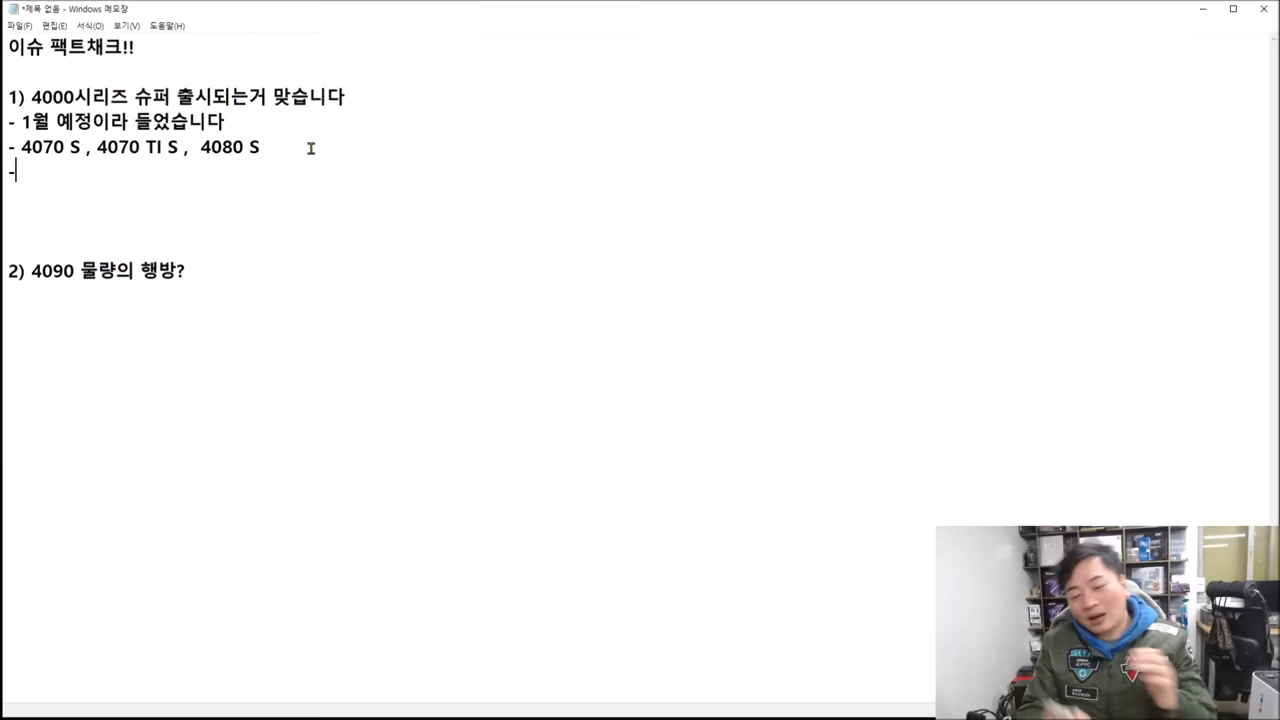 *제목 없음 - Windows 메모장
파일(F) 편집(E) 서식(O) 보기(V) 도움말(H)
이슈 팩트채크!!
1) 4000시리즈 슈퍼 출시되는거 맞습니다
- 1월 예정이라 들었습니다
- 4070 S , 4070 TI S ,  4080 S
-
2) 4090 물량의 행방?